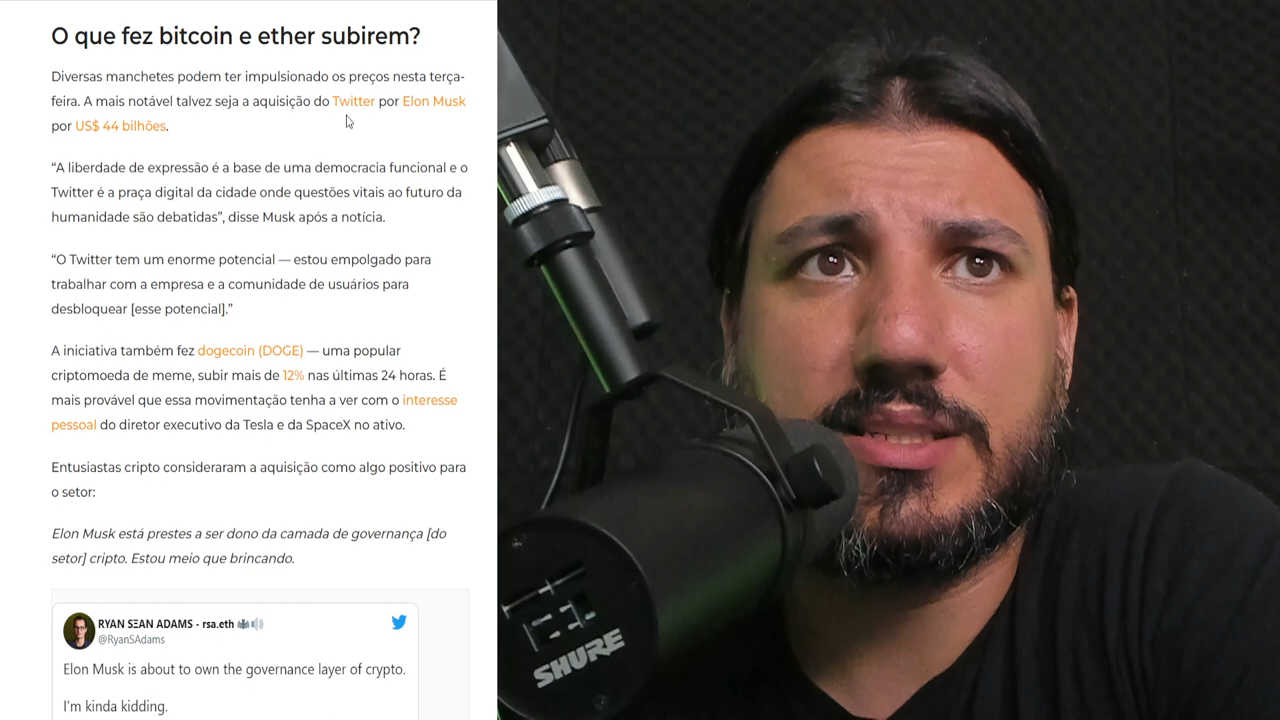 O que fez bitcoin e ether subirem?
Diversas manchetes podem ter impulsionado os preços nesta terça-
feira. A mais notável talvez seja a aquisição do Twitter por Elon Musk
por US$ 44 bilhões.
“A liberdade de expressão é a base de uma democracia funcional e o
Twitter é a praça digital da cidade onde questões vitais ao futuro da
humanidade são debatidas”, disse Musk após a notícia.
“O Twitter tem um enorme potencial — estou empolgado para
trabalhar com a empresa e a comunidade de usuários para
desbloquear [esse potencial].”
A iniciativa também fez dogecoin (DOGE) — uma popular
criptomoeda de meme, subir mais de 12% nas últimas 24 horas. É
mais provável que essa movimentação tenha a ver com o interesse
pessoal do diretor executivo da Tesla e da SpaceX no ativo.
Entusiastas cripto consideraram a aquisição como algo positivo para
o setor:
Elon Musk está prestes a ser dono da camada de governança [do
setor] cripto. Estou meio que brincando.
RYAN SΞAN ADAMS - rsa.eth
@RyanSAdams
Elon Musk is about to own the governance layer of crypto.
I'm kinda kidding.
SHURE